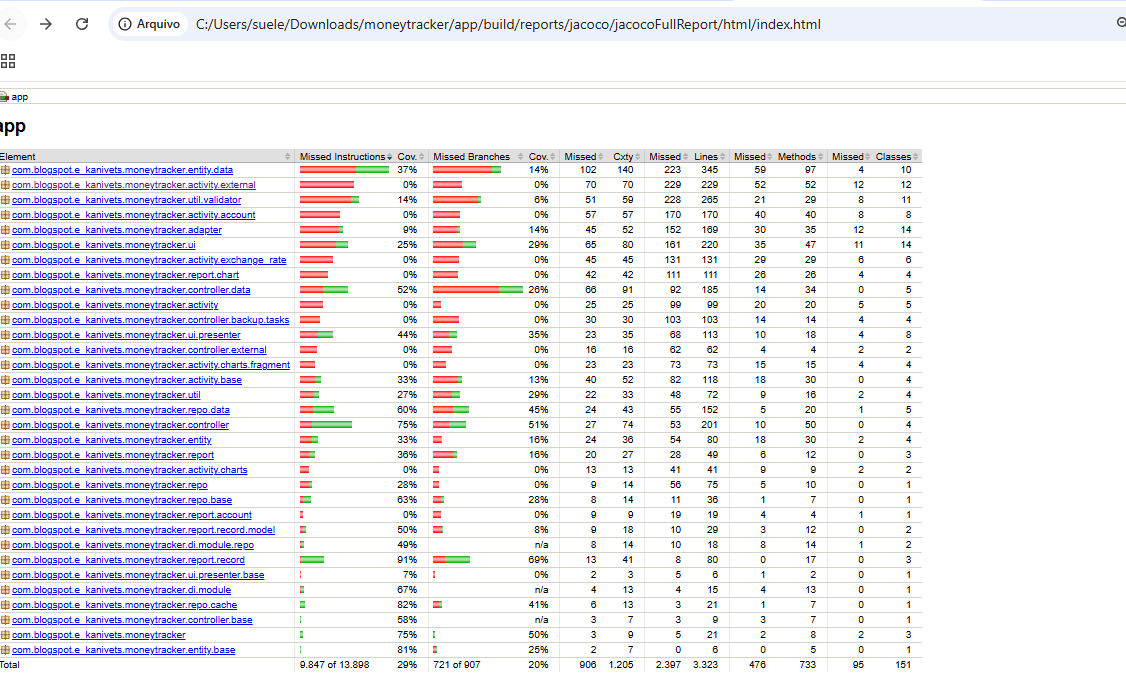 Arquivo C:/Users/suele/Downloads/moneytracker/app/build/reports/jacoco/jacocoFullReport/html/index.html
app
app
Element Missed Instructions Cov. Missed Branches Cov. Missed Cxty Missed Lines Missed Methods Missed Classes
com.blogspot.e_kanivets.moneytracker.entity.data 37% 14% 102 140 223 345 59 97 4 10
com.blogspot.e_kanivets.moneytracker.activity.external 0% 0% 70 70 229 229 52 52 12 12
com.blogspot.e_kanivets.moneytracker.util.validator 14% 6% 51 59 228 265 21 29 8 11
com.blogspot.e_kanivets.moneytracker.activity.account 0% 0% 57 57 170 170 40 40 8 8
com.blogspot.e_kanivets.moneytracker.adapter 9% 14% 45 52 152 169 30 35 12 14
com.blogspot.e_kanivets.moneytracker.ui 25% 29% 65 80 161 220 35 47 11 14
com.blogspot.e_kanivets.moneytracker.activity.exchange_rate 0% 0% 45 45 131 131 29 29 6 6
com.blogspot.e_kanivets.moneytracker.report.chart 0% 0% 42 42 111 111 26 26 4 4
com.blogspot.e_kanivets.moneytracker.controller.data 52% 26% 66 91 92 185 14 34 0 5
com.blogspot.e_kanivets.moneytracker.activity 0% 0% 25 25 99 99 20 20 5 5
com.blogspot.e_kanivets.moneytracker.controller.backup.tasks 0% 0% 30 30 103 103 14 14 4 4
com.blogspot.e_kanivets.moneytracker.ui.presenter 44% 35% 23 35 68 113 10 18 4 8
com.blogspot.e_kanivets.moneytracker.controller.external 0% 0% 16 16 62 62 4 4 2 2
com.blogspot.e_kanivets.moneytracker.activity.charts.fragment 0% 0% 23 23 73 73 15 15 4 4
com.blogspot.e_kanivets.moneytracker.activity.base 33% 13% 40 52 82 118 18 30 0 4
com.blogspot.e_kanivets.moneytracker.util 27% 29% 22 33 48 72 9 16 2 4
com.blogspot.e_kanivets.moneytracker.repo.data 60% 45% 24 43 55 152 5 20 1 5
com.blogspot.e_kanivets.moneytracker.controller 75% 51% 27 74 53 201 10 50 0 4
com.blogspot.e_kanivets.moneytracker.entity 33% 16% 24 36 54 80 18 30 2 4
com.blogspot.e_kanivets.moneytracker.report 36% 16% 20 27 28 49 6 12 0 3
com.blogspot.e_kanivets.moneytracker.activity.charts 0% 0% 13 13 41 41 9 9 2 2
com.blogspot.e_kanivets.moneytracker.repo 28% 0% 9 14 56 75 5 10 0 1
com.blogspot.e_kanivets.moneytracker.repo.base 63% 28% 8 14 11 36 1 7 0 1
com.blogspot.e_kanivets.moneytracker.report.account 0% 0% 9 9 19 19 4 4 1 1
com.blogspot.e_kanivets.moneytracker.report.record.model 50% 8% 9 18 10 29 3 12 0 2
com.blogspot.e_kanivets.moneytracker.di.module.repo 49% n/a 8 14 10 18 8 14 1 2
com.blogspot.e_kanivets.moneytracker.report.record 91% 69% 13 41 8 80 0 17 0 3
com.blogspot.e_kanivets.moneytracker.ui.presenter.base 7% 0% 2 3 5 6 1 2 0 1
com.blogspot.e_kanivets.moneytracker.di.module 67% n/a 4 13 4 15 4 13 0 1
com.blogspot.e_kanivets.moneytracker.repo.cache 82% 41% 6 13 3 21 1 7 0 1
com.blogspot.e_kanivets.moneytracker.controller.base 58% n/a 3 7 3 9 3 7 0 1
com.blogspot.e_kanivets.moneytracker 75% 50% 3 9 5 21 2 8 2 3
com.blogspot.e_kanivets.moneytracker.entity.base 81% 25% 2 7 0 6 0 5 0 1
Total 9.847 of 13.898 29% 721 of 907 20% 906 1.205 2.397 3.323 476 733 95 151